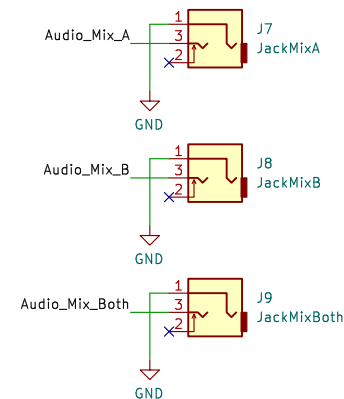 1
J7
Audio_Mix_A 3
JackMixA
2
GND
1
J8
Audio_Mix_B 3
JackMixB
2
GND
1
J9
Audio_Mix_Both 3
JackMixBoth
2
GND